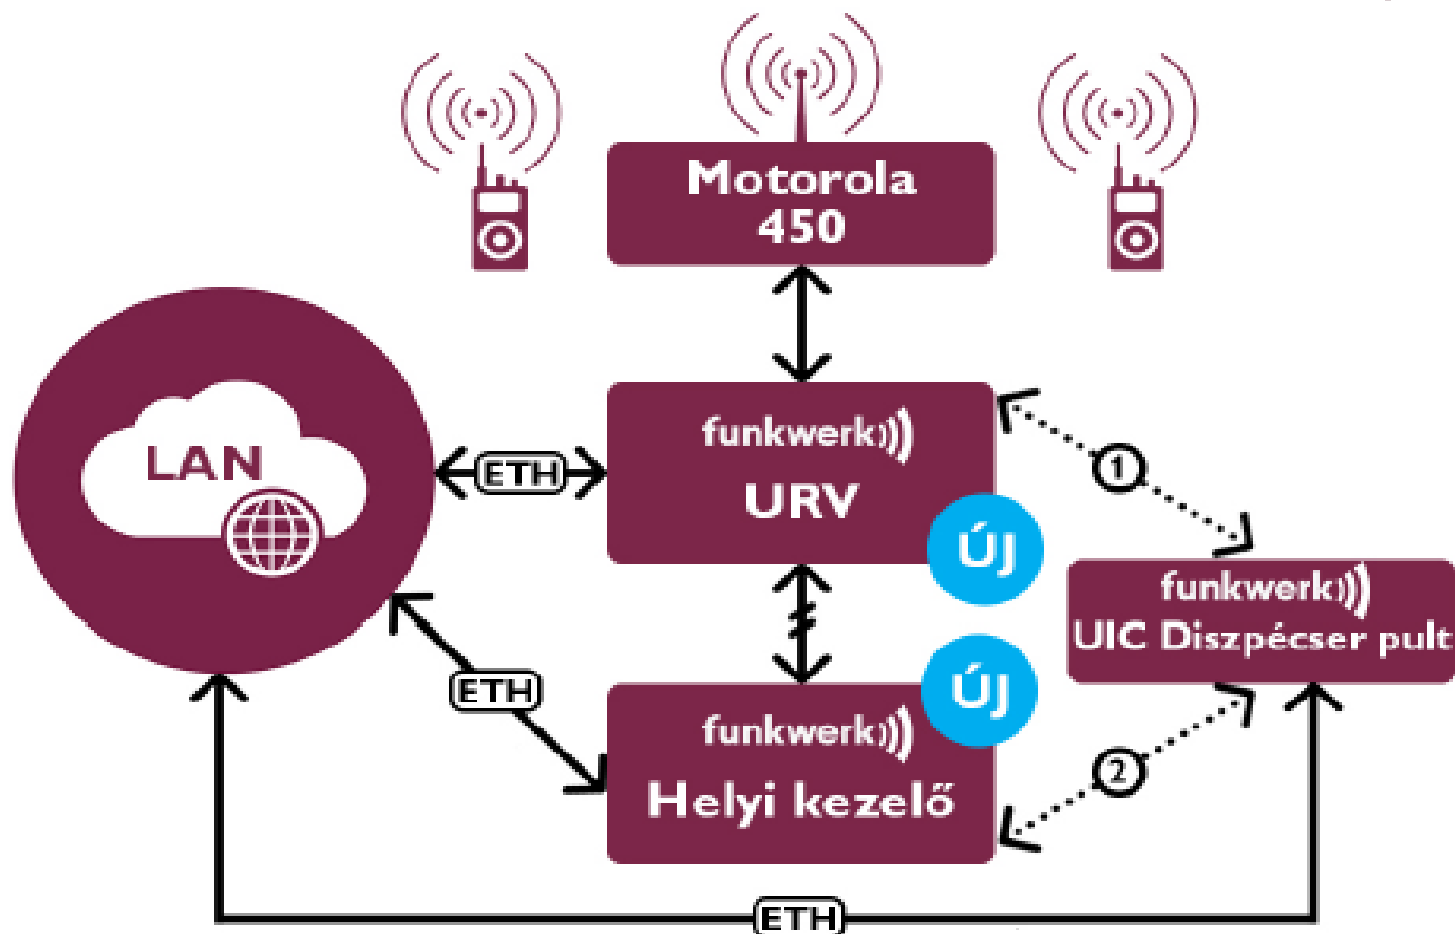 Motorola
450
LAN
ETH
funkwerk
URV
ÚJ
1
funkwerk
UIC Diszpécser pult
ETH
ÚJ
funkwerk
Helyi kezelő
2
ETH